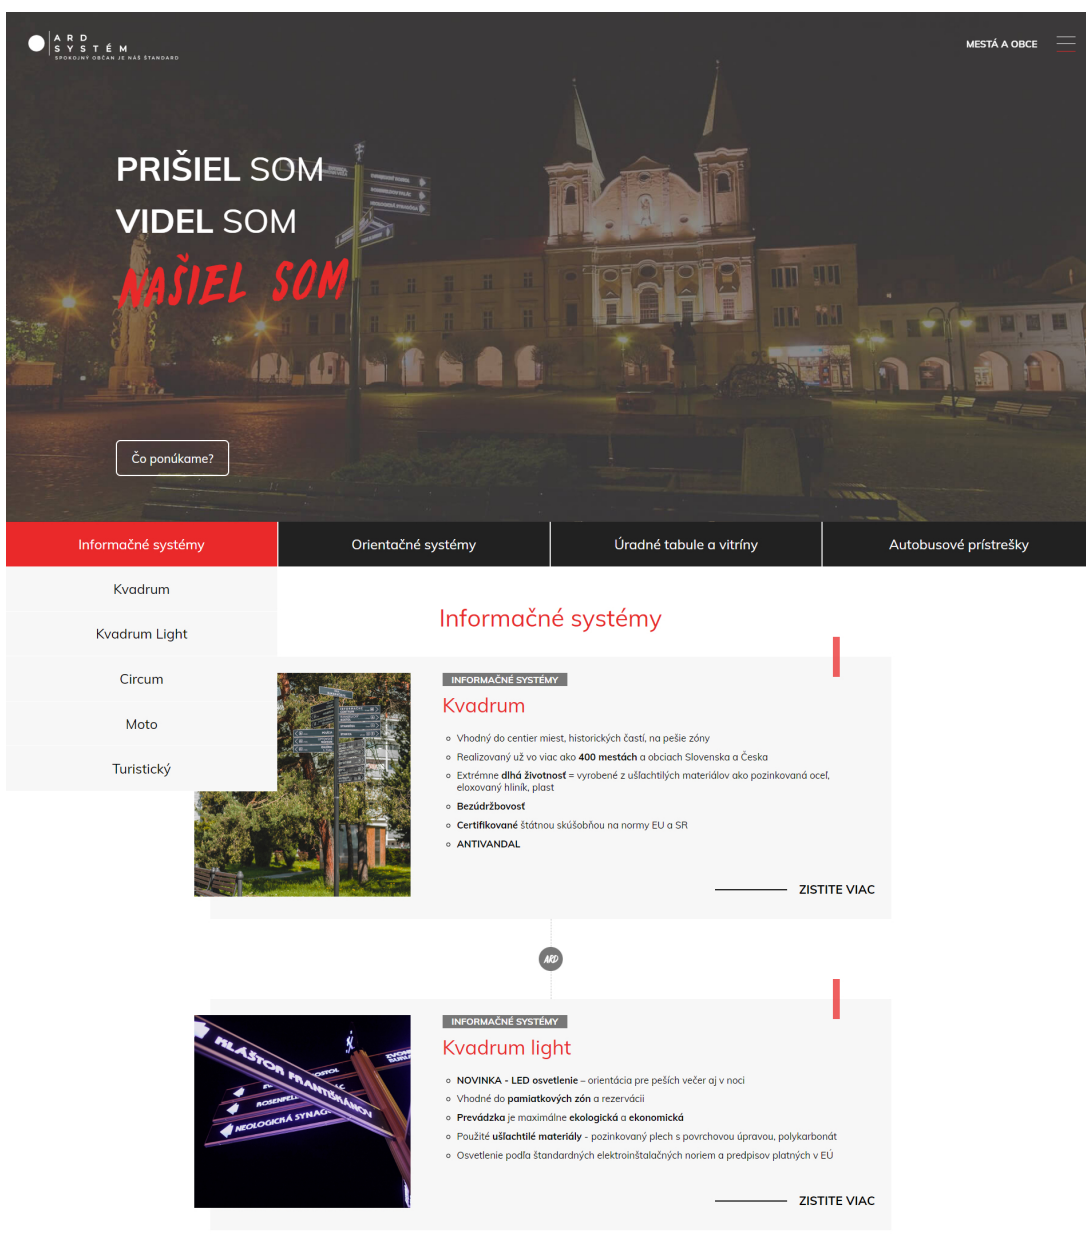 ARD
SYSTÉM
SPOKOJNÝ OBČAN JE NÁŠ ŠTANDARD
MESTÁ A OBCE
PRIŠIEL SOM
VIDEL SOM
NAŠIEL SOM
Čo ponúkame?
Informačné systémy
Orientačné systémy
Úradné tabule a vitríny
Autobusové prístrešky
Kvadrum
Kvadrum Light
Circum
Moto
Turistický
Informačné systémy
INFORMAČNÉ SYSTÉMY
Kvadrum
Vhodný do centier miest, historických častí, na pešie zóny
Realizovaný už vo viac ako 400 mestách a obciach Slovenska a Česka
Extrémne dlhá životnosť = vyrobené z ušľachtilých materiálov ako pozinkovaná oceľ,
eloxovaný hliník, plast
Bezúdržbovosť
Certifikované štátnou skúšobňou na normy EU a SR
ANTIVANDAL
ZISTITE VIAC
ARD
INFORMAČNÉ SYSTÉMY
Kvadrum light
NOVINKA - LED osvetlenie – orientácia pre peších večer aj v noci
Vhodné do pamiatkových zón a rezervácii
Prevádzka je maximálne ekologická a ekonomická
Použité ušľachtilé materiály - pozinkovaný plech s povrchovou úpravou, polykarbonát
Osvetlenie podľa štandardných elektroinštalačných noriem a predpisov platných v EÚ
ZISTITE VIAC
KLÁŠTOR FRANTIŠKÁNOV
NEOLOGICKÁ SYNAGÓ